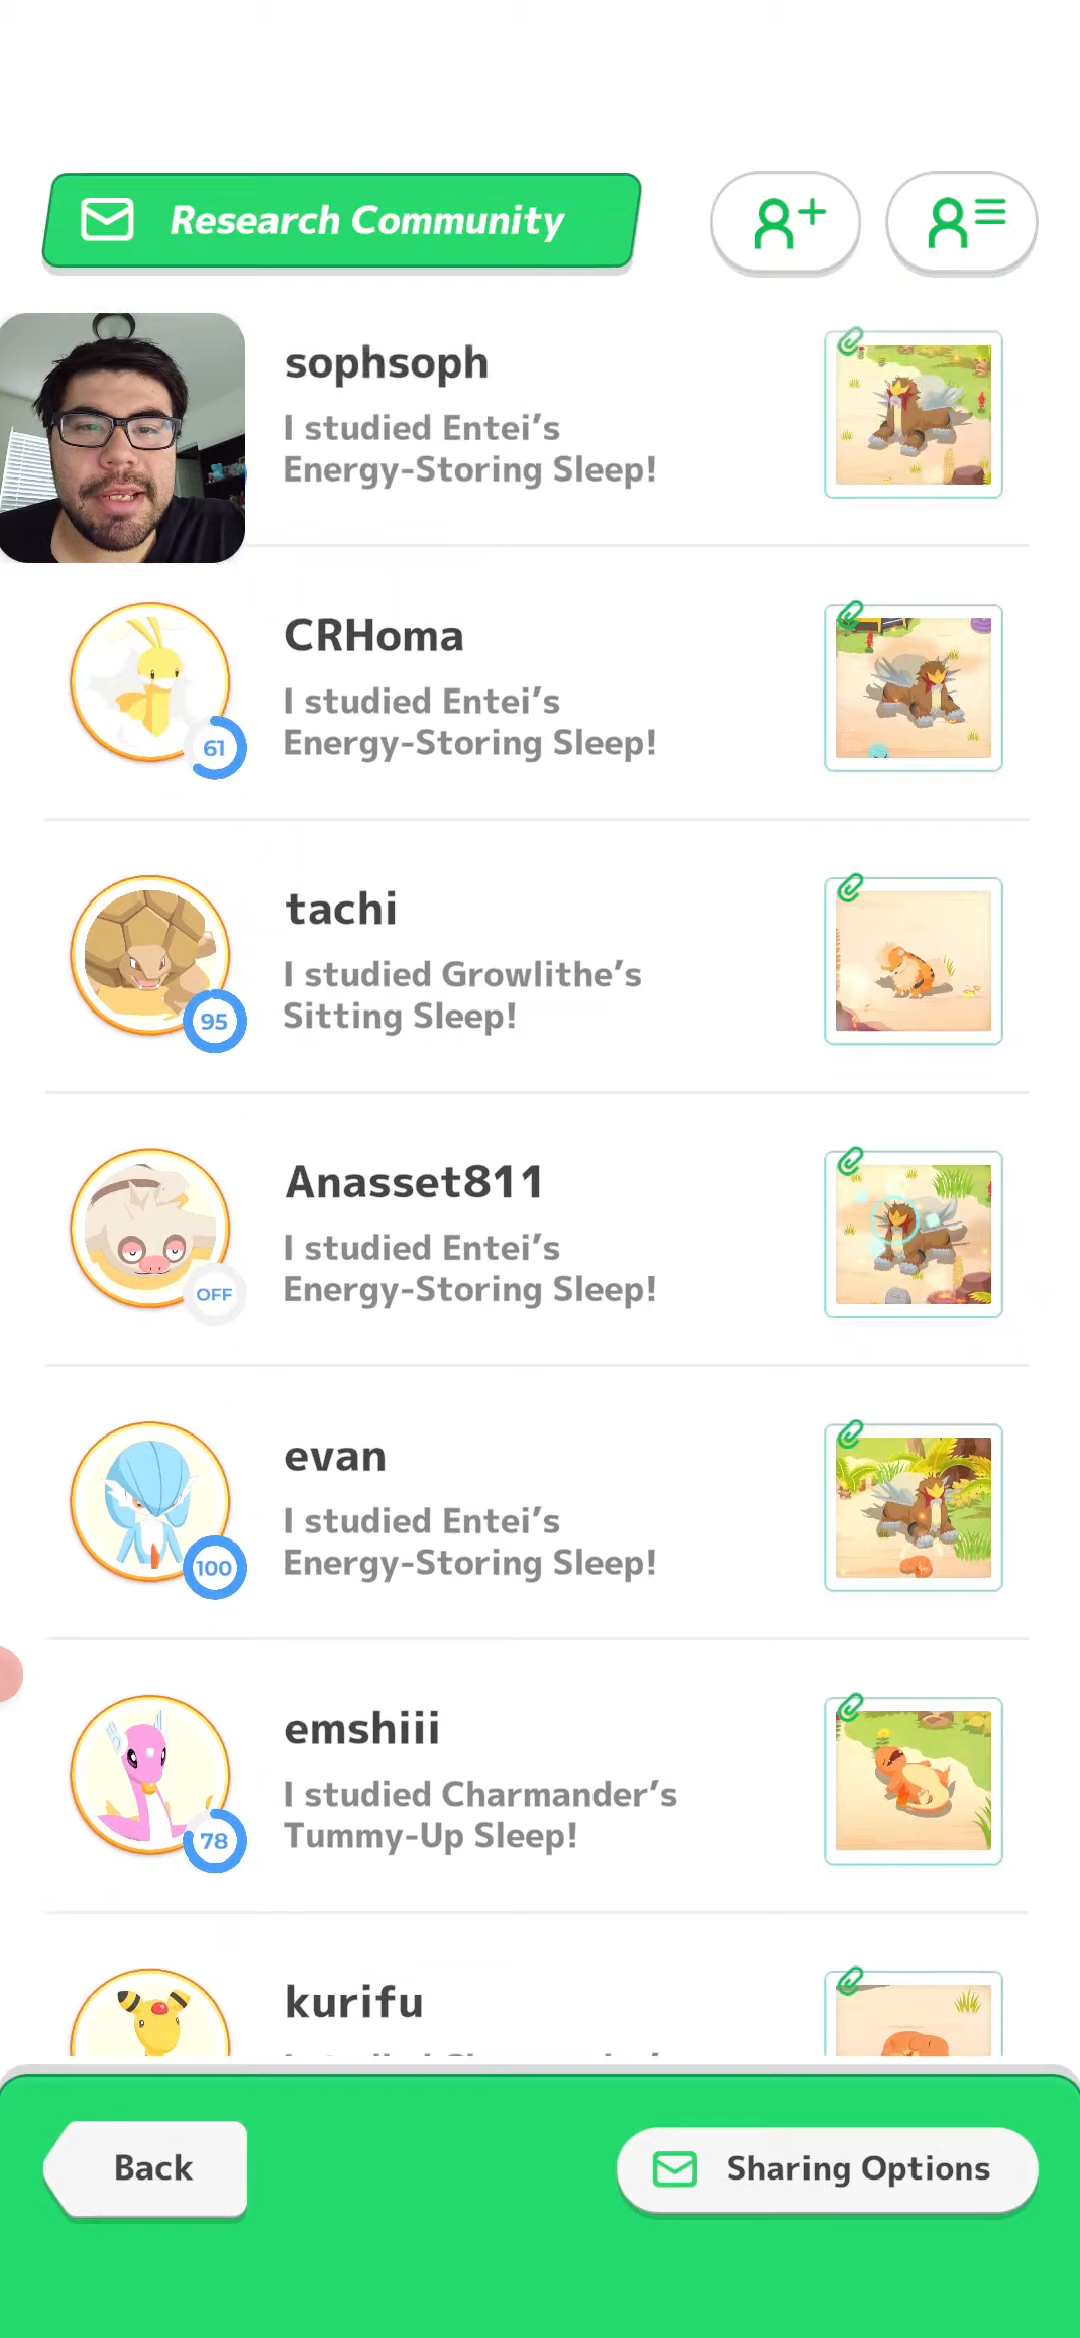 Research Community
sophsoph
I studied Entei's
Energy-Storing Sleep!
CRHoma
I studied Entei's
Energy-Storing Sleep!
61
tachi
I studied Growlithe's
Sitting Sleep!
95
Anasset811
I studied Entei's
Energy-Storing Sleep!
OFF
evan
I studied Entei's
Energy-Storing Sleep!
100
emshiii
I studied Charmander's
Tummy-Up Sleep!
78
kurifu
Back
Sharing Options